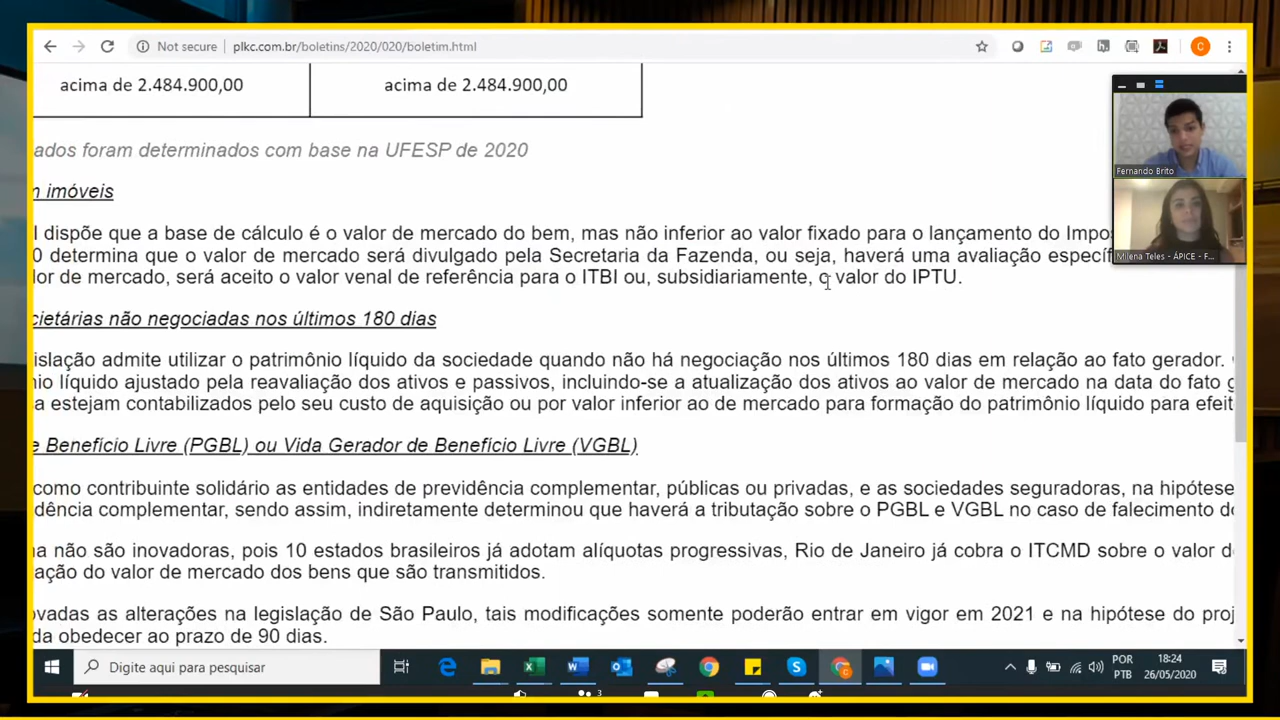 Not secure
plkc.com.br/boletins/2020/020/boletim.html
acima de 2.484.900,00
acima de 2.484.900,00
ados foram determinados com base na UFESP de 2020
imóveis
dispõe que a base de cálculo é o valor de mercado do bem, mas não inferior ao valor fixado para o lançamento do
0 determina que o valor de mercado será divulgado pela Secretaria da Fazenda, ou seja, haverá uma avaliação
lor de mercado, será aceito o valor venal de referência para o ITBI ou, subsidiariamente, o valor do IPTU.
Fernando Brito
Milena Teles - ÁPICE - F...
cietárias não negociadas nos últimos 180 dias
islação admite utilizar o patrimônio líquido da sociedade quando não há negociação nos últimos 180 dias em relação ao fato gerador.
io líquido ajustado pela reavaliação dos ativos e passivos, incluindo-se a atualização dos ativos ao valor de mercado na data do fato
a estejam contabilizados pelo seu custo de aquisição ou por valor inferior ao de mercado para formação do patrimônio líquido para efeit
e Benefício Livre (PGBL) ou Vida Gerador de Benefício Livre (VGBL)
como contribuinte solidário as entidades de previdência complementar, públicas ou privadas, e as sociedades seguradoras, na hipótese
idência complementar, sendo assim, indiretamente determinou que haverá a tributação sobre o PGBL e VGBL no caso de falecimento
na não são inovadoras, pois 10 estados brasileiros já adotam alíquotas progressivas, Rio de Janeiro já cobra o ITCMD sobre o valor
ação do valor de mercado dos bens que são transmitidos.
ovadas as alterações na legislação de São Paulo, tais modificações somente poderão entrar em vigor em 2021 e na hipótese do proj
da obedecer ao prazo de 90 dias.
Digite aqui para pesquisar
POR
PTB
18:24
26/05/2020
3